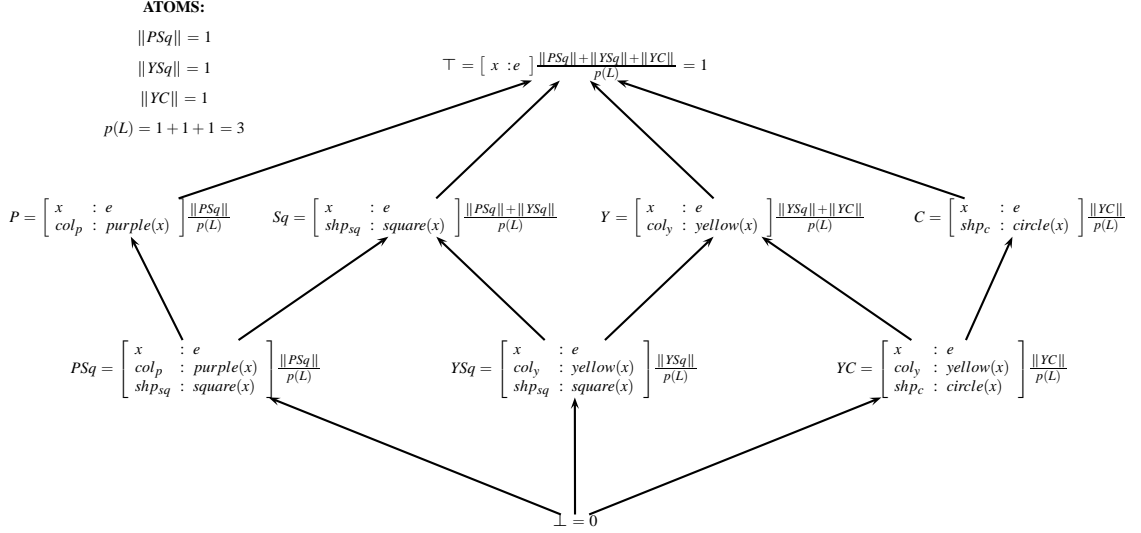 ATOMS:
‖PSq‖ = 1
‖YSq‖ = 1
‖YC‖ = 1
p(L) = 1 + 1 + 1 = 3
⊤ = [ x : e ] ‖PSq‖+‖YSq‖+‖YC‖ / p(L) = 1
P = [ x : e
col_p : purple(x) ] ‖PSq‖ / p(L)
Sq = [ x : e
shp_sq : square(x) ] ‖PSq‖+‖YSq‖ / p(L)
Y = [ x : e
col_y : yellow(x) ] ‖YSq‖+‖YC‖ / p(L)
C = [ x : e
shp_c : circle(x) ] ‖YC‖ / p(L)
PSq = [ x : e
col_p : purple(x)
shp_sq : square(x) ] ‖PSq‖ / p(L)
YSq = [ x : e
col_y : yellow(x)
shp_sq : square(x) ] ‖YSq‖ / p(L)
YC = [ x : e
col_y : yellow(x)
shp_c : circle(x) ] ‖YC‖ / p(L)
⊥ = 0